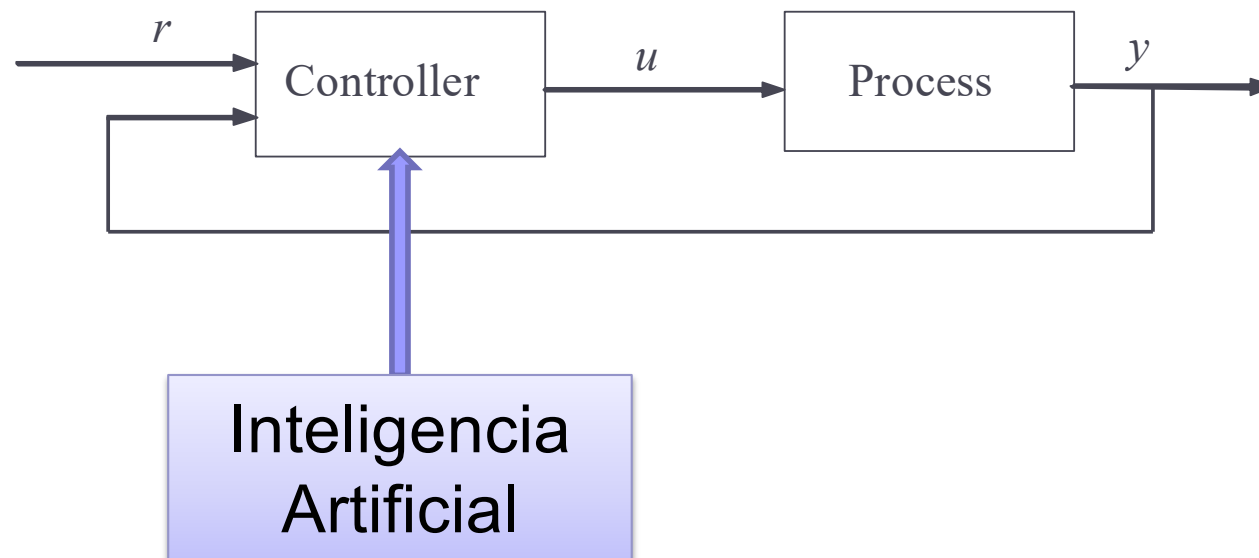 r
Controller
u
Process
y
Inteligencia
Artificial